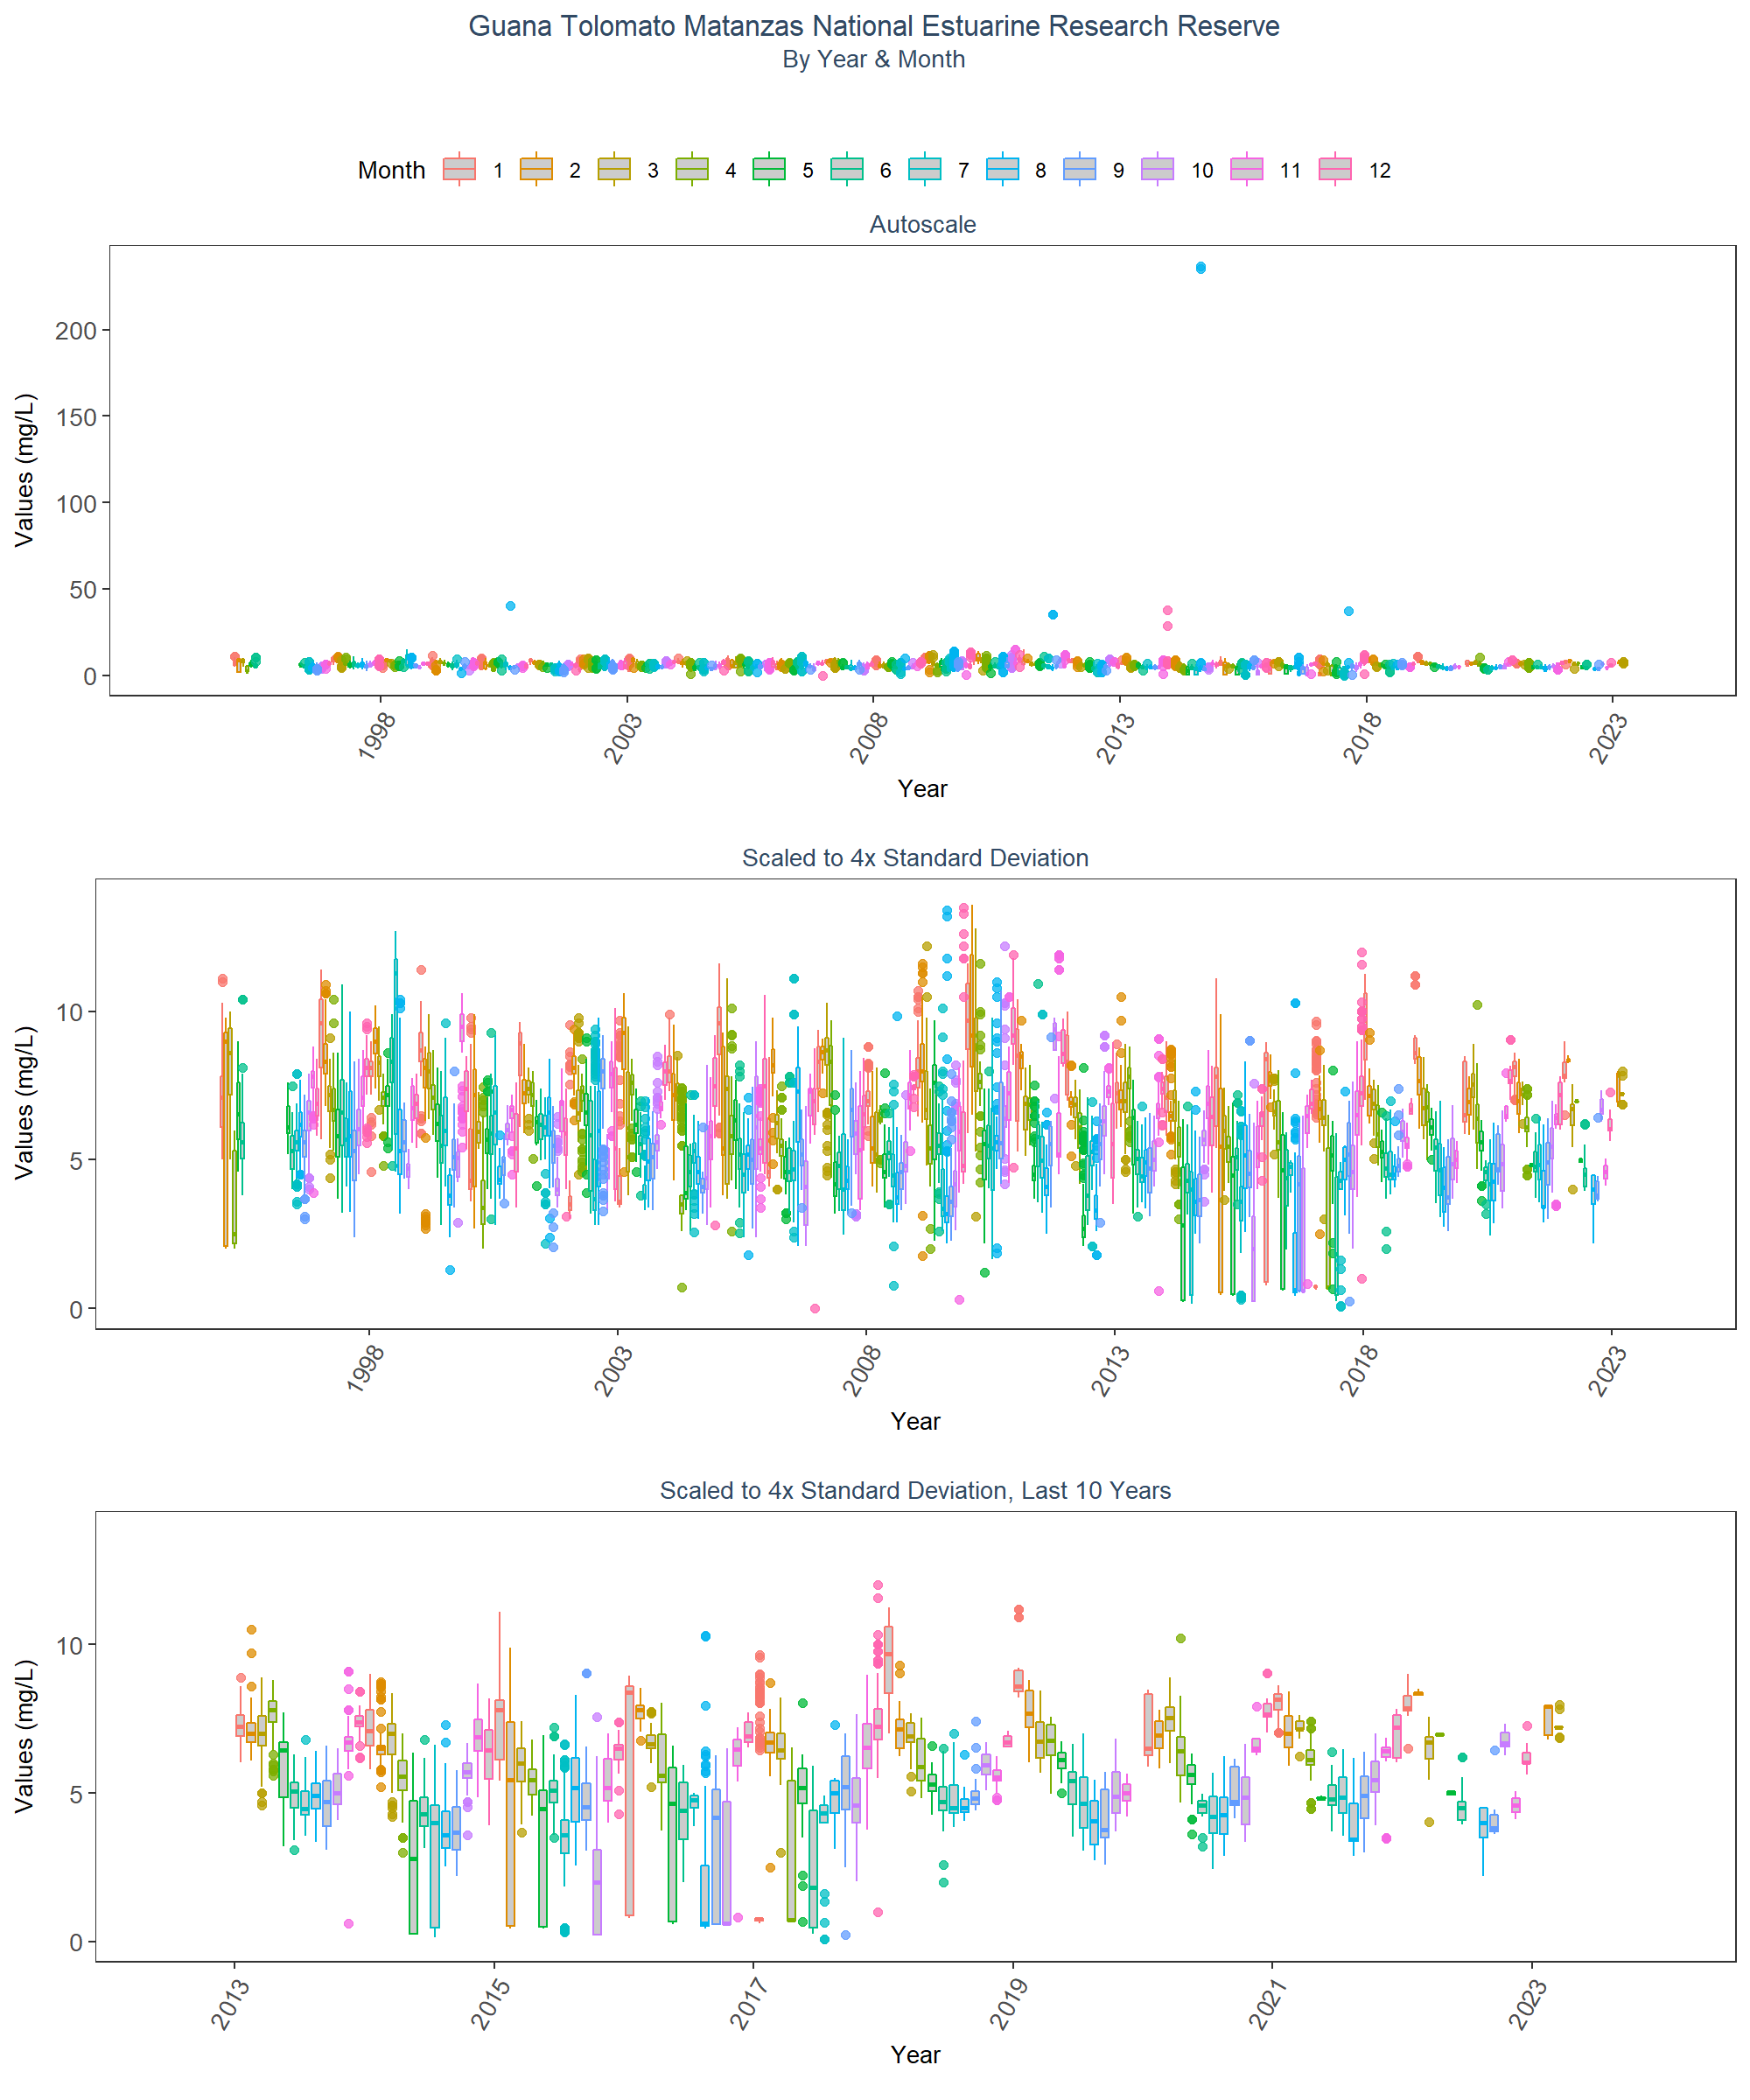 Guana Tolomato Matanzas National Estuarine Research Reserve
By Year & Month
Month 1 2 3 4 5 6 7 8 9 10 11 12
Autoscale
Values (mg/L)
200
150
100
50
0
1998 2003 2008 2013 2018 2023
Year
Scaled to 4x Standard Deviation
Values (mg/L)
10
5
0
1998 2003 2008 2013 2018 2023
Year
Scaled to 4x Standard Deviation, Last 10 Years
Values (mg/L)
10
5
0
2013 2015 2017 2019 2021 2023
Year